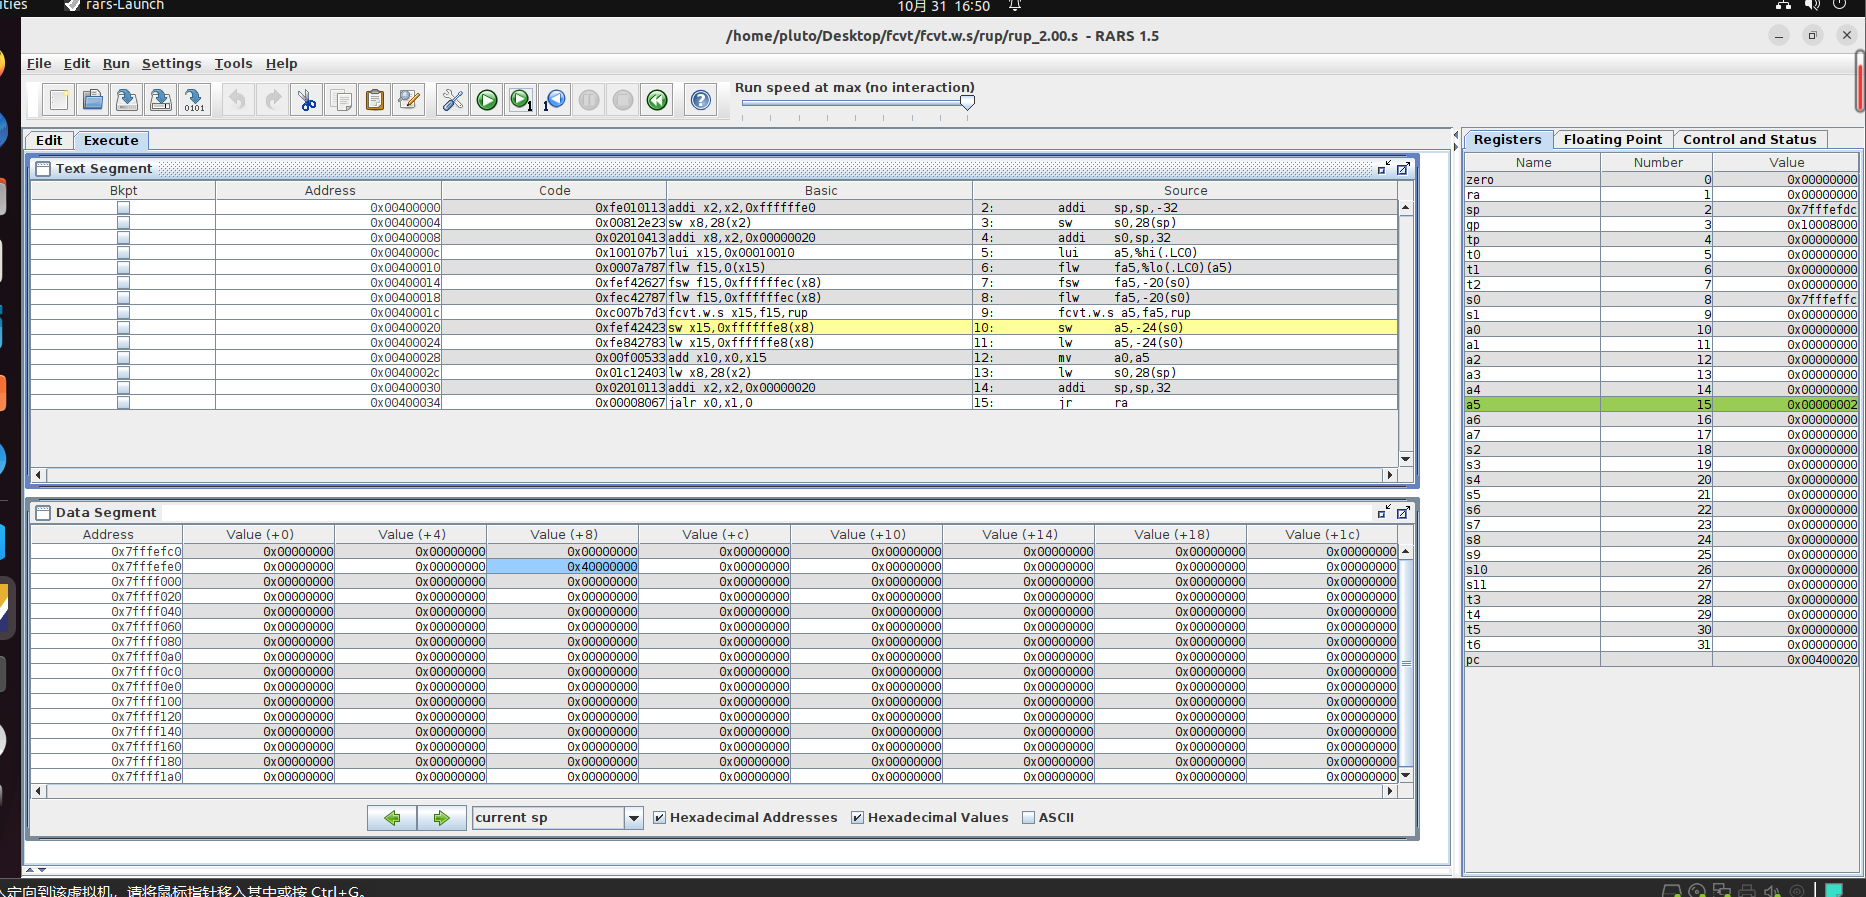 rars-Launch
10月 31 16:50
/home/pluto/Desktop/fcvt/fcvt.w.s/rup/rup_2.00.s - RARS 1.5
File Edit Run Settings Tools Help
Run speed at max (no interaction)
Edit Execute
Text Segment
Bkpt Address Code Basic Source
0x00400000 0xfe010113 addi x2,x2,0xffffffe0 2: addi sp,sp,-32
0x00400004 0x00812e23 sw x8,28(x2) 3: sw s0,28(sp)
0x00400008 0x02010413 addi x8,x2,0x00000020 4: addi s0,sp,32
0x0040000c 0x100107b7 lui x15,0x00010010 5: lui a5,%hi(.LC0)
0x00400010 0x0007a787 flw f15,0(x15) 6: flw fa5,%lo(.LC0)(a5)
0x00400014 0xfef42627 fsw f15,0xffffffec(x8) 7: fsw fa5,-20(s0)
0x00400018 0xfec42787 flw f15,0xffffffec(x8) 8: flw fa5,-20(s0)
0x0040001c 0xc007b7d3 fcvt.w.s x15,f15,rup 9: fcvt.w.s a5,fa5,rup
0x00400020 0xfef42423 sw x15,0xffffffe8(x8) 10: sw a5,-24(s0)
0x00400024 0xfe842783 lw x15,0xffffffe8(x8) 11: lw a5,-24(s0)
0x00400028 0x00f00533 add x10,x0,x15 12: mv a0,a5
0x0040002c 0x01c12403 lw x8,28(x2) 13: lw s0,28(sp)
0x00400030 0x02010113 addi x2,x2,0x00000020 14: addi sp,sp,32
0x00400034 0x00008067 jalr x0,x1,0 15: jr ra
Data Segment
Address Value (+0) Value (+4) Value (+8) Value (+c) Value (+10) Value (+14) Value (+18) Value (+1c)
0x7fffefc0 0x00000000 0x00000000 0x00000000 0x00000000 0x00000000 0x00000000 0x00000000 0x00000000
0x7fffefe0 0x00000000 0x00000000 0x40000000 0x00000000 0x00000000 0x00000000 0x00000000 0x00000000
0x7ffff000 0x00000000 0x00000000 0x00000000 0x00000000 0x00000000 0x00000000 0x00000000 0x00000000
0x7ffff020 0x00000000 0x00000000 0x00000000 0x00000000 0x00000000 0x00000000 0x00000000 0x00000000
0x7ffff040 0x00000000 0x00000000 0x00000000 0x00000000 0x00000000 0x00000000 0x00000000 0x00000000
0x7ffff060 0x00000000 0x00000000 0x00000000 0x00000000 0x00000000 0x00000000 0x00000000 0x00000000
0x7ffff080 0x00000000 0x00000000 0x00000000 0x00000000 0x00000000 0x00000000 0x00000000 0x00000000
0x7ffff0a0 0x00000000 0x00000000 0x00000000 0x00000000 0x00000000 0x00000000 0x00000000 0x00000000
0x7ffff0c0 0x00000000 0x00000000 0x00000000 0x00000000 0x00000000 0x00000000 0x00000000 0x00000000
0x7ffff0e0 0x00000000 0x00000000 0x00000000 0x00000000 0x00000000 0x00000000 0x00000000 0x00000000
0x7ffff100 0x00000000 0x00000000 0x00000000 0x00000000 0x00000000 0x00000000 0x00000000 0x00000000
0x7ffff120 0x00000000 0x00000000 0x00000000 0x00000000 0x00000000 0x00000000 0x00000000 0x00000000
0x7ffff140 0x00000000 0x00000000 0x00000000 0x00000000 0x00000000 0x00000000 0x00000000 0x00000000
0x7ffff160 0x00000000 0x00000000 0x00000000 0x00000000 0x00000000 0x00000000 0x00000000 0x00000000
0x7ffff180 0x00000000 0x00000000 0x00000000 0x00000000 0x00000000 0x00000000 0x00000000 0x00000000
0x7ffff1a0 0x00000000 0x00000000 0x00000000 0x00000000 0x00000000 0x00000000 0x00000000 0x00000000
current sp Hexadecimal Addresses Hexadecimal Values ASCII
Registers Floating Point Control and Status
Name Number Value
zero 0 0x00000000
ra 1 0x00000000
sp 2 0x7fffefdc
gp 3 0x10008000
tp 4 0x00000000
t0 5 0x00000000
t1 6 0x00000000
t2 7 0x00000000
s0 8 0x7fffeffc
s1 9 0x00000000
a0 10 0x00000000
a1 11 0x00000000
a2 12 0x00000000
a3 13 0x00000000
a4 14 0x00000000
a5 15 0x00000002
a6 16 0x00000000
a7 17 0x00000000
s2 18 0x00000000
s3 19 0x00000000
s4 20 0x00000000
s5 21 0x00000000
s6 22 0x00000000
s7 23 0x00000000
s8 24 0x00000000
s9 25 0x00000000
s10 26 0x00000000
s11 27 0x00000000
t3 28 0x00000000
t4 29 0x00000000
t5 30 0x00000000
t6 31 0x00000000
pc 0x00400020
定向到该虚拟机，请将鼠标指针移入其中或按 Ctrl+G。